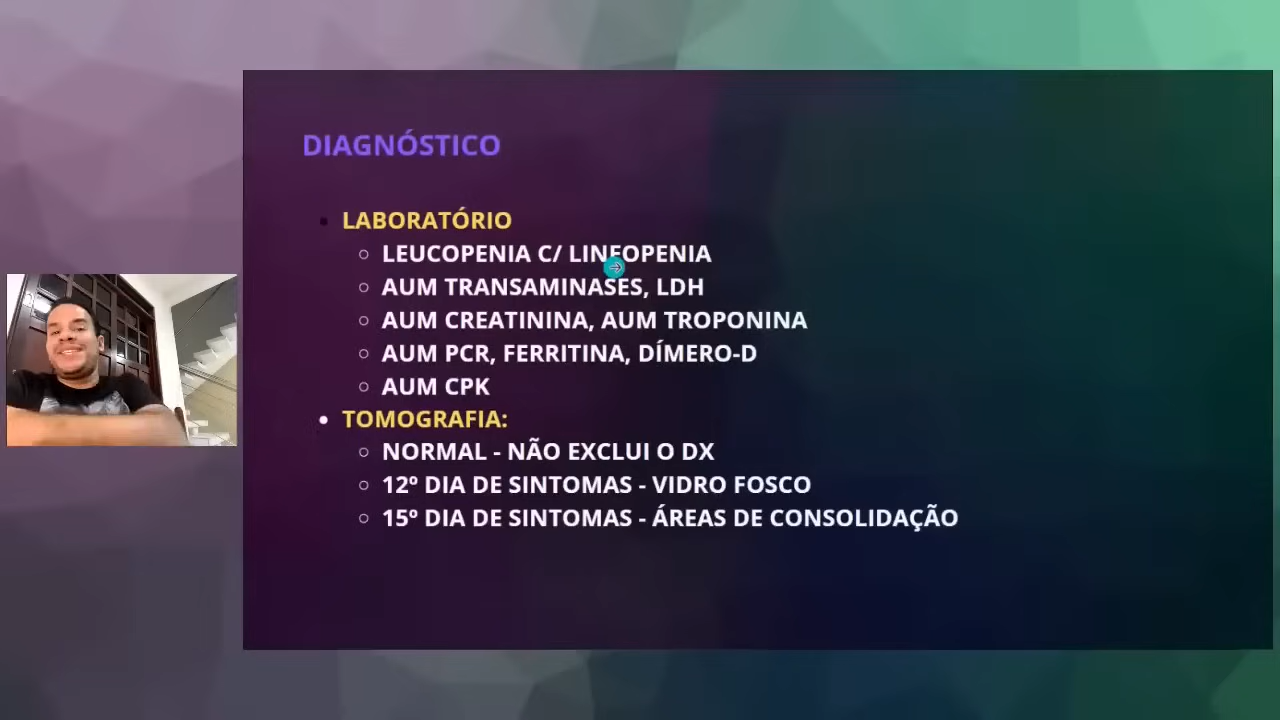 DIAGNÓSTICO
LABORATÓRIO
LEUCOPENIA C/ LINFOPENIA
AUM TRANSAMINASES, LDH
AUM CREATININA, AUM TROPONINA
AUM PCR, FERRITINA, DÍMERO-D
AUM CPK
TOMOGRAFIA:
NORMAL - NÃO EXCLUI O DX
12º DIA DE SINTOMAS - VIDRO FOSCO
15º DIA DE SINTOMAS - ÁREAS DE CONSOLIDAÇÃO